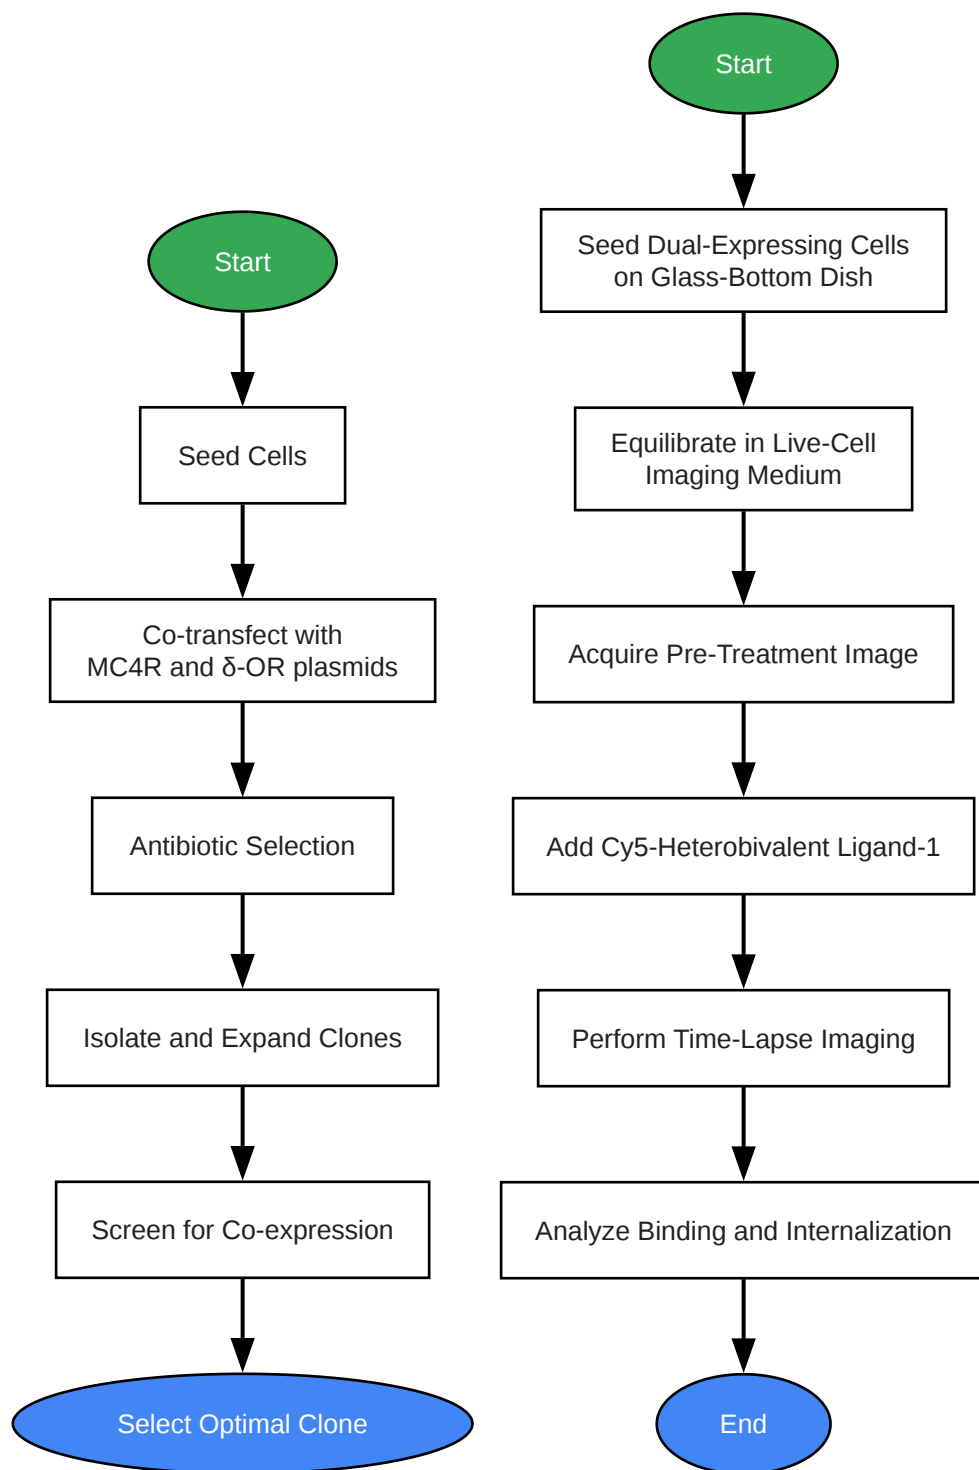 Start
Seed Cells
Co-transfect with
MC4R and δ-OR plasmids
Antibiotic Selection
Isolate and Expand Clones
Screen for Co-expression
Select Optimal Clone
Start
Seed Dual-Expressing Cells
on Glass-Bottom Dish
Equilibrate in Live-Cell
Imaging Medium
Acquire Pre-Treatment Image
Add Cy5-Heterobivalent Ligand-1
Perform Time-Lapse Imaging
Analyze Binding and Internalization
End